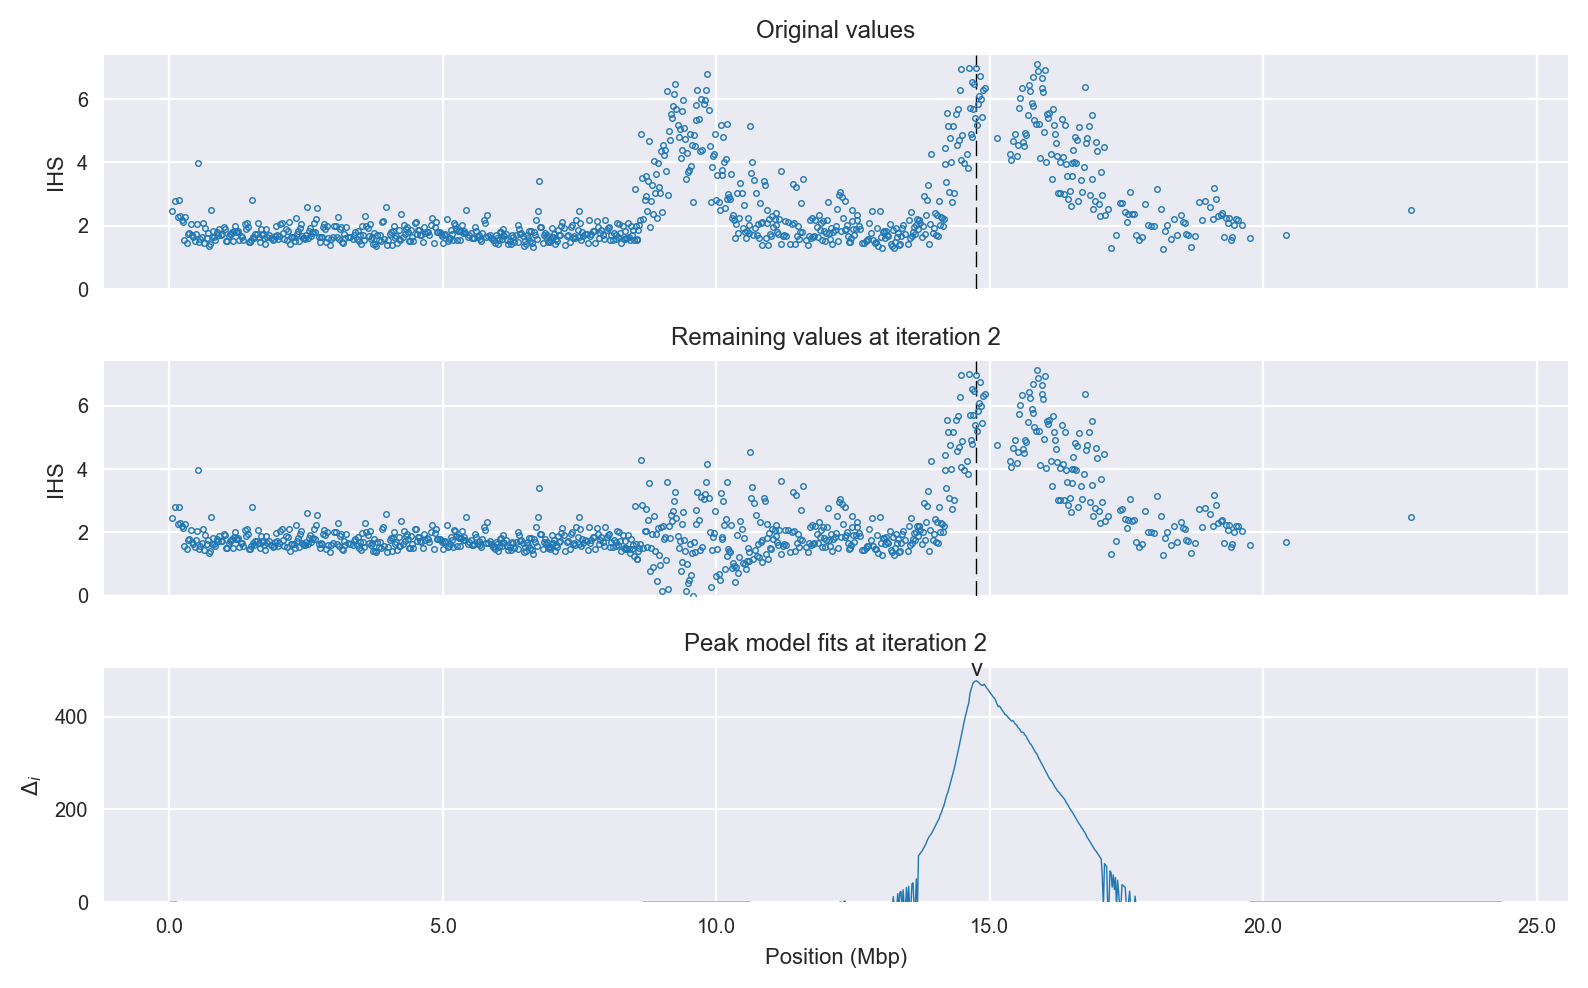 Original values
6
4
2
0
IHS
Remaining values at iteration 2
6
4
2
0
IHS
Peak model fits at iteration 2
v
400
200
0
Δi
0.0 5.0 10.0 15.0 20.0 25.0
Position (Mbp)